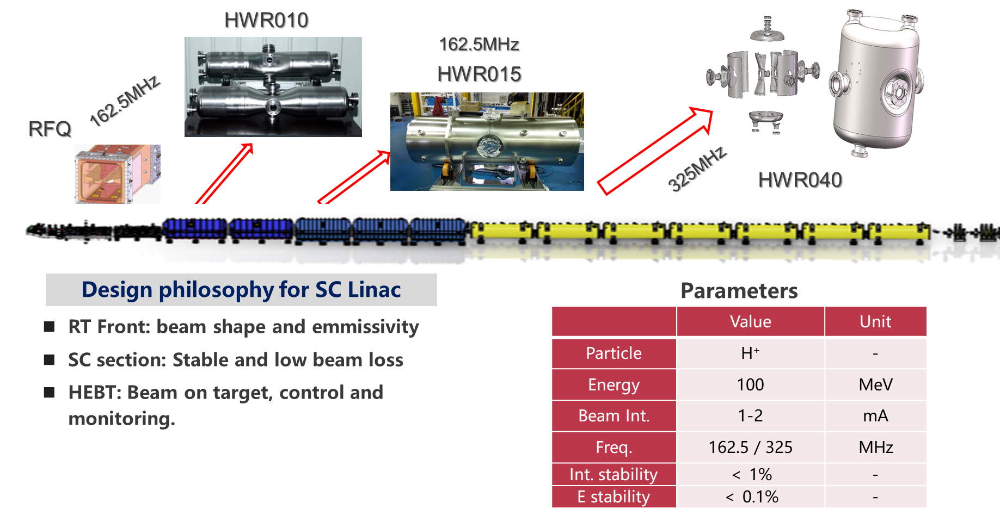 HWR010
162.5MHz
HWR015
162.5MHz
RFQ
325MHz
HWR040
Design philosophy for SC Linac
RT Front: beam shape and emmissivity
SC section: Stable and low beam loss
HEBT: Beam on target, control and
monitoring.
Parameters
Value Unit
Particle H⁺ -
Energy 100 MeV
Beam Int. 1-2 mA
Freq. 162.5 / 325 MHz
Int. stability < 1% -
E stability < 0.1% -